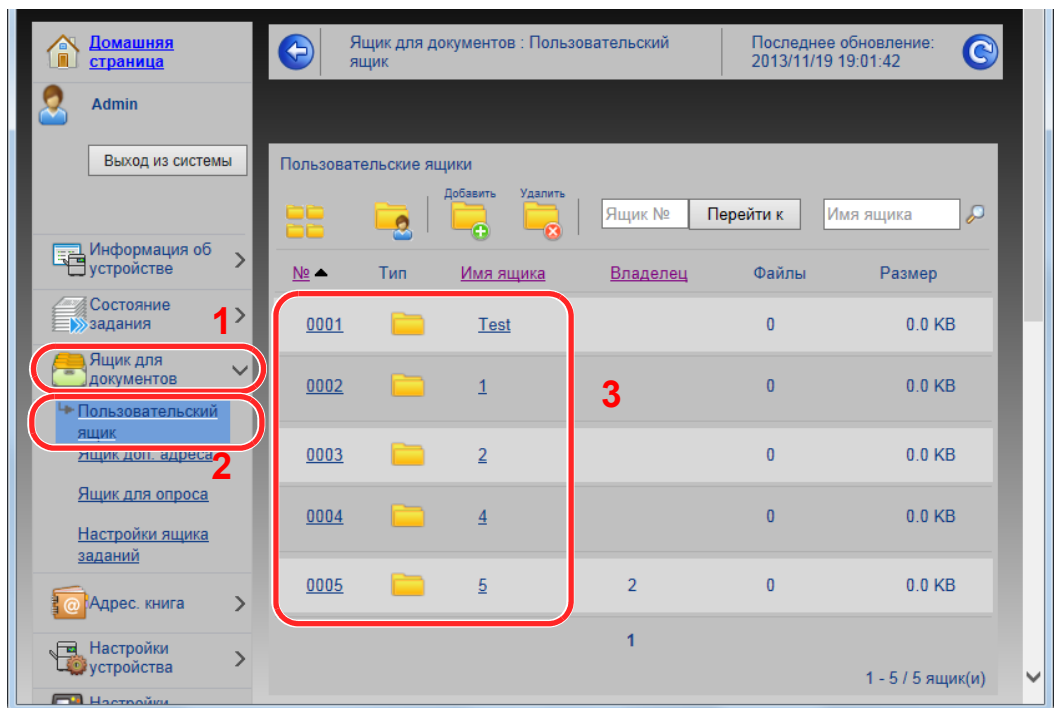 Домашняя
страница
Admin
Выход из системы
Информация об
устройстве
Состояние
задания
1
Ящик для
документов
Пользовательский
ящик
2
Ящик доп. адреса
Ящик для опроса
Настройки ящика
заданий
@
Адрес. книга
Настройки
устройства
Настройки
Ящик для документов : Пользовательский
ящик
Последнее обновление:
2013/11/19 19:01:42
Пользовательские ящики
Добавить Удалить
Ящик № Перейти к Имя ящика
№ Тип Имя ящика Владелец Файлы Размер
0001 Test 0 0.0 KB
0002 1 0 0.0 KB
3
0003 2 0 0.0 KB
0004 4 0 0.0 KB
0005 5 2 0 0.0 KB
1
1 - 5 / 5 ящик(и)